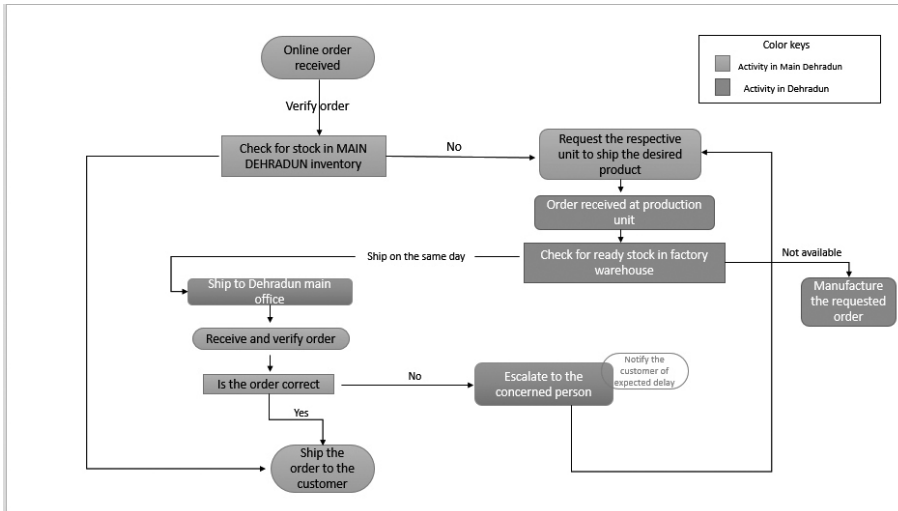 Online order
received
Color keys
Activity in Main Dehradun
Activity in Dehradun
Verify order
Check for stock in MAIN
DEHRADUN inventory
No
Request the respective
unit to ship the desired
product
Order received at production
unit
Ship on the same day
Check for ready stock in factory
warehouse
Not available
Manufacture
the requested
order
Ship to Dehradun main
office
Receive and verify order
Is the order correct
No
Escalate to the
concerned person
Notify the
customer of
expected delay
Yes
Ship the
order to the
customer